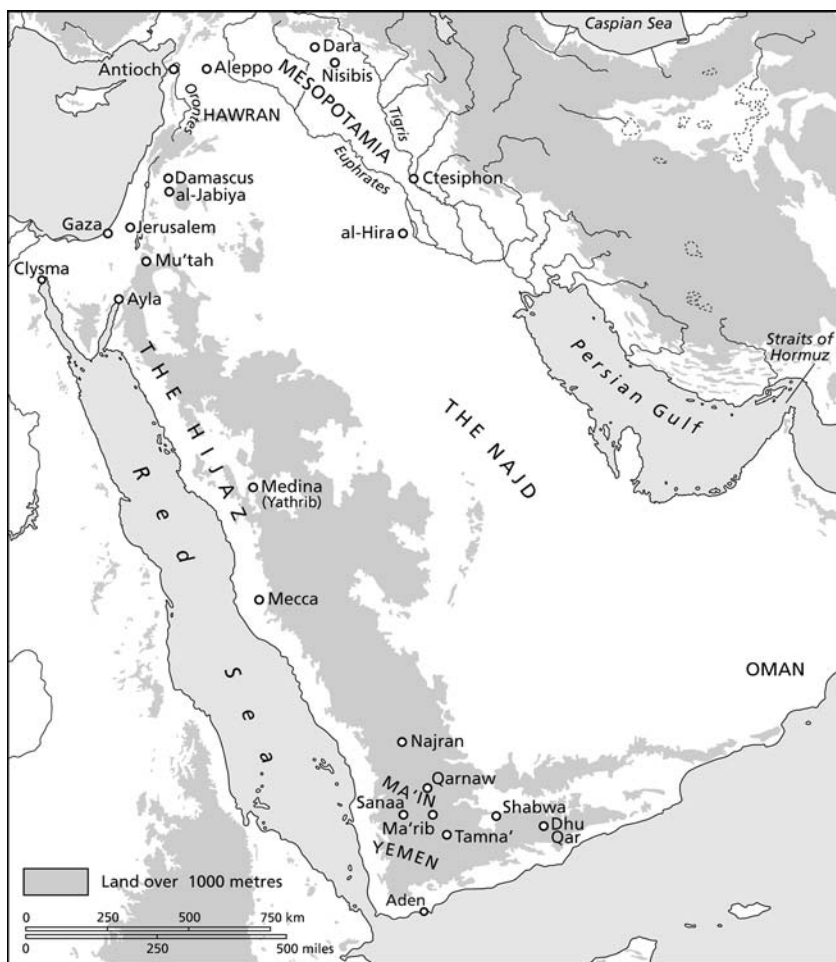 Caspian Sea
Dara
Antioch
Aleppo
Nisibis
MESOPOTAMIA
Orontes
HAWRAN
Tigris
Euphrates
Damascus
Ctesiphon
al-Jabiya
Gaza
Jerusalem
al-Hira
Mu'tah
Clysma
Ayla
Straits of
Hormuz
Persian Gulf
THE HIJAZ
THE NAJD
Medina
(Yathrib)
Red Sea
Mecca
OMAN
Najran
Qarnaw
MA'IN
Sanaa
Shabwa
Ma'rib
Tamna'
Dhu
Qar
YEMEN
Aden
Land over 1000 metres
0 250 500 750 km
0 250 500 miles